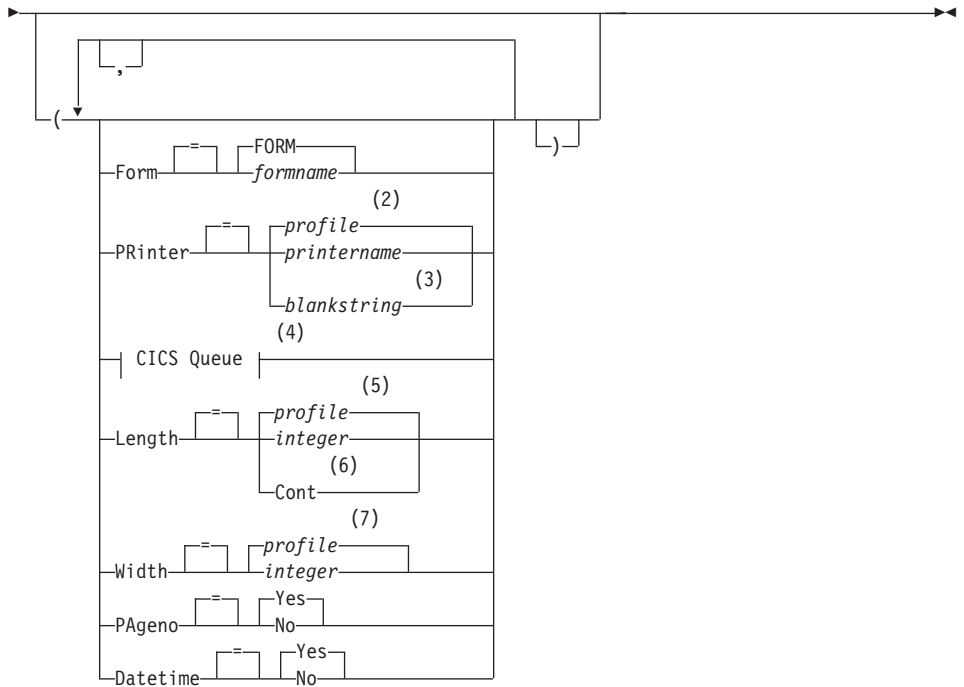 ,
(
)
=
FORM
Form
formname
(2)
=
profile
PRinter
printername
(3)
blankstring
(4)
CICS Queue
(5)
=
profile
Length
integer
(6)
Cont
(7)
=
profile
Width
integer
=
Yes
PAgeno
No
=
Yes
Datetime
No